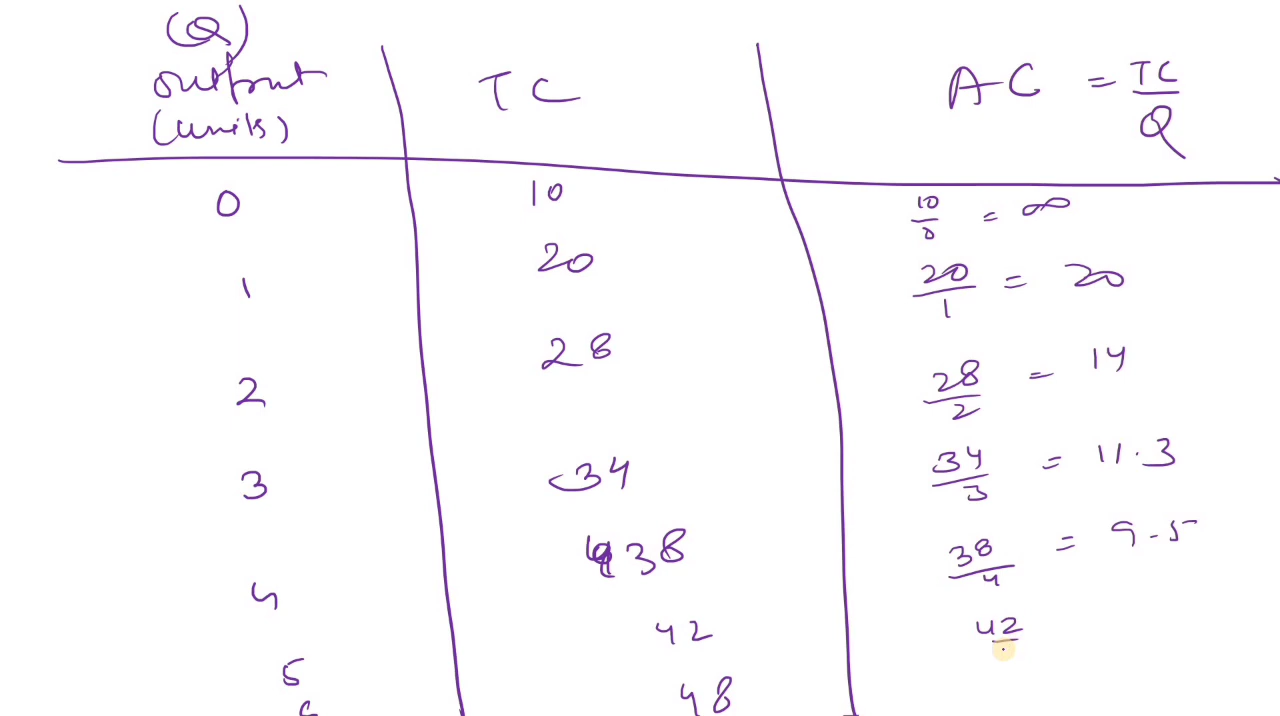 (Q)
output TC AC = TC/Q
(units)
0 10 10/0 = ∞
1 20 20/1 = 20
2 28 28/2 = 14
3 34 34/3 = 11.3
4 38 38/4 = 9.5
5 42 42
6 48